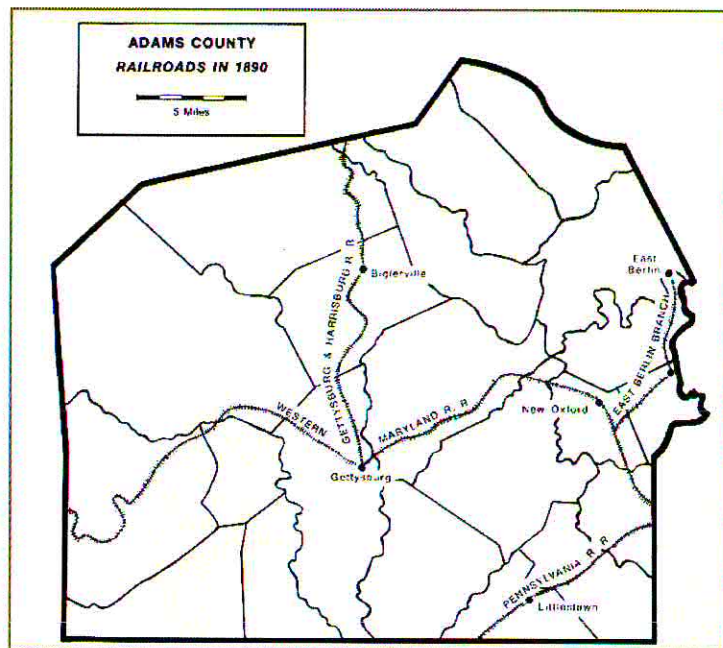 ADAMS COUNTY
RAILROADS IN 1890
5 Miles
East
Berlin
Biglerville
GETTYSBURG & HARRISBURG R. R
EAST BERLIN BRANCH
New Oxford
WESTERN
MARYLAND R. R
Gettysburg
PENNSYLVANIA R. R
Littlestown